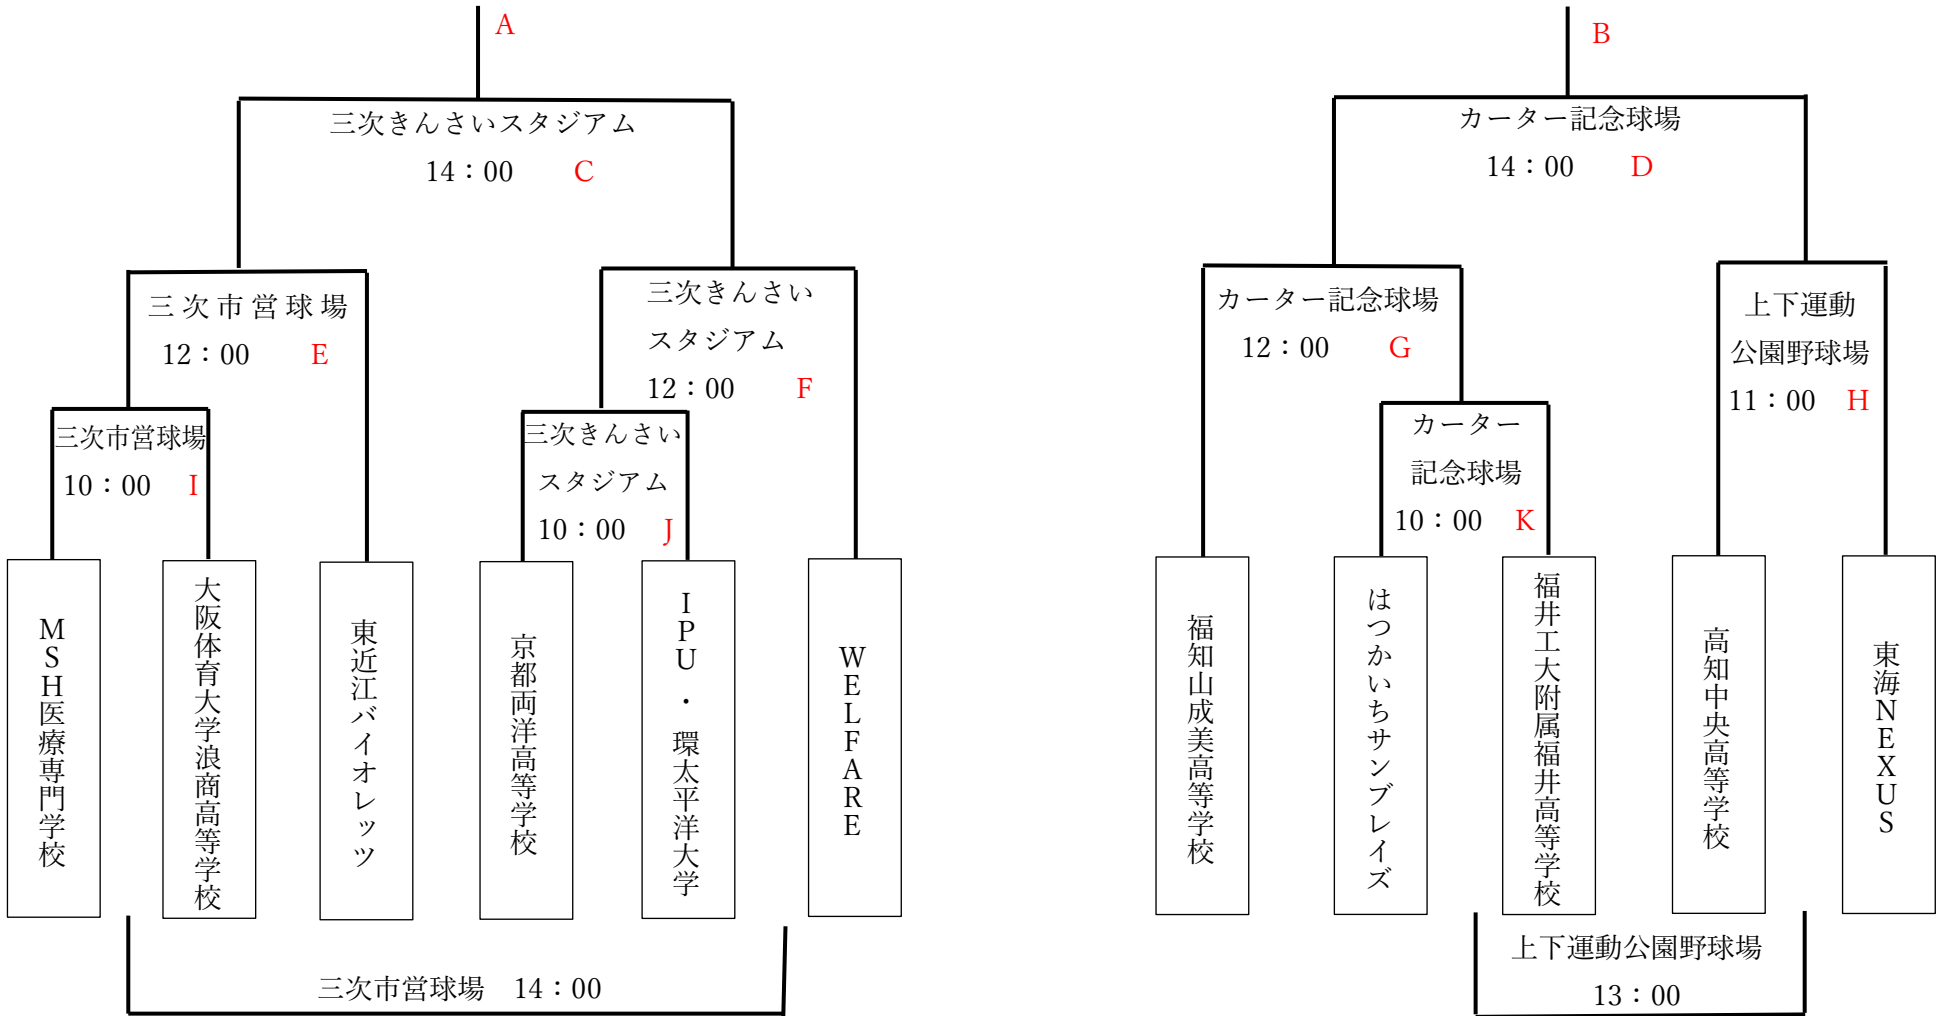 A
三次きんさいスタジアム
14：00 C
三次市営球場
12：00 E
三次きんさい
スタジアム
12：00 F
三次市営球場
10：00 I
三次きんさい
スタジアム
10：00 J
MSH医療専門学校
大阪体育大学浪商高等学校
東近江バイオレッツ
京都両洋高等学校
IPU・環太平洋大学
WELFARE
三次市営球場 14：00
B
カーター記念球場
14：00 D
カーター記念球場
12：00 G
上下運動
公園野球場
11：00 H
カーター
記念球場
10：00 K
福知山成美高等学校
はつかいちサンブレイズ
福井工大附属福井高等学校
高知中央高等学校
東海NEXUS
上下運動公園野球場
13：00